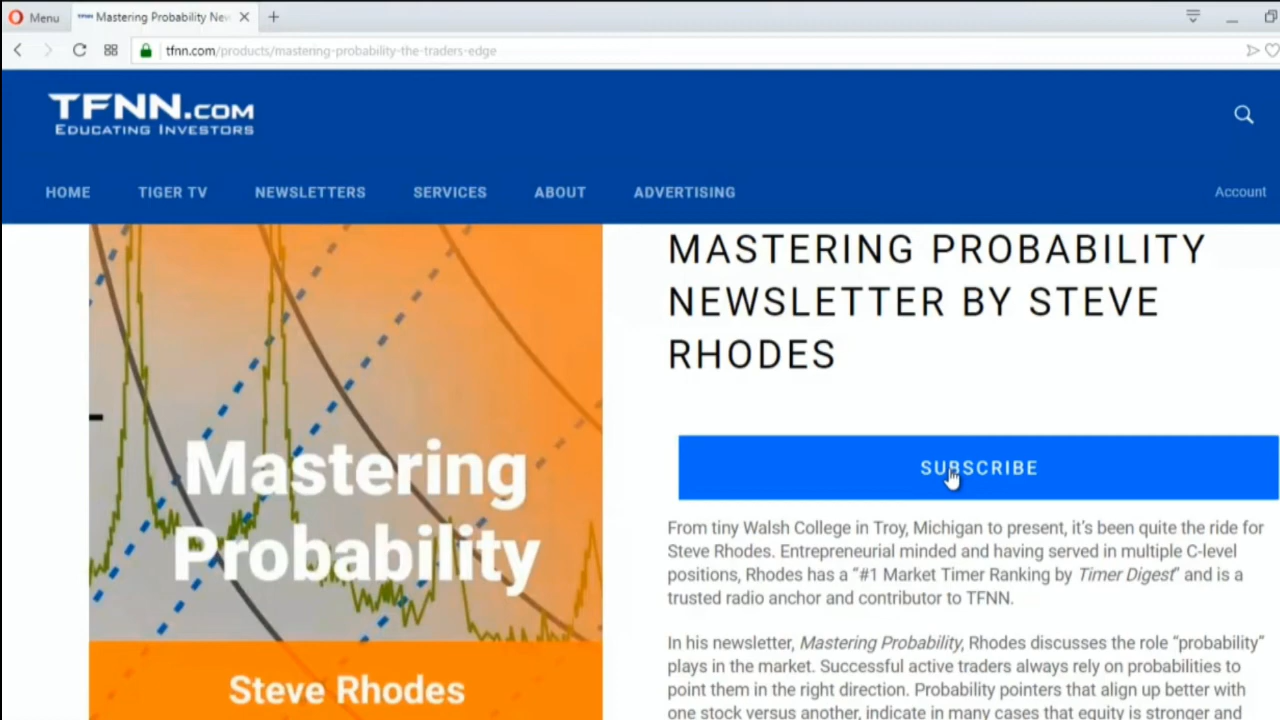 Menu
TFNN Mastering Probability New
tfnn.com/products/mastering-probability-the-traders-edge
TFNN.COM
EDUCATING INVESTORS
HOME TIGER TV NEWSLETTERS SERVICES ABOUT ADVERTISING Account
MASTERING PROBABILITY
NEWSLETTER BY STEVE
RHODES
SUBSCRIBE
Mastering
Probability
Steve Rhodes
From tiny Walsh College in Troy, Michigan to present, it's been quite the ride for
Steve Rhodes. Entrepreneurial minded and having served in multiple C-level
positions, Rhodes has a “#1 Market Timer Ranking by Timer Digest” and is a
trusted radio anchor and contributor to TFNN.
In his newsletter, Mastering Probability, Rhodes discusses the role “probability”
plays in the market. Successful active traders always rely on probabilities to
point them in the right direction. Probability pointers that align up better with
one stock versus another, indicate in many cases that equity is stronger and